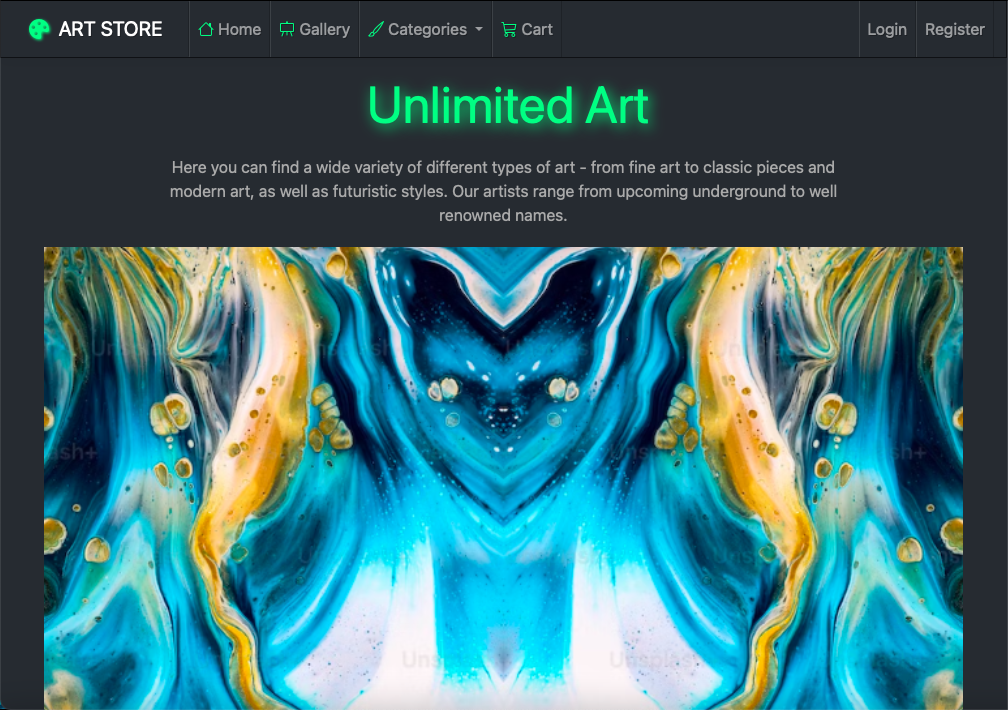 ART STORE
Home
Gallery
Categories
Cart
Login
Register
Unlimited Art
Here you can find a wide variety of different types of art - from fine art to classic pieces and
modern art, as well as futuristic styles. Our artists range from upcoming underground to well
renowned names.
Unsplash+